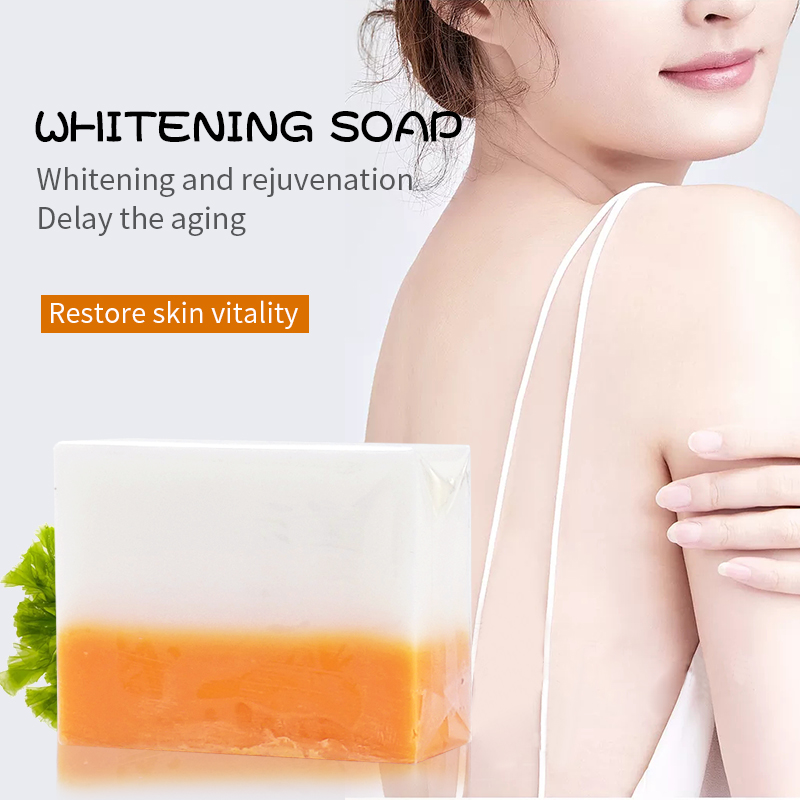 WHITENING SOAP
Whitening and rejuvenation
Delay the aging
Restore skin vitality